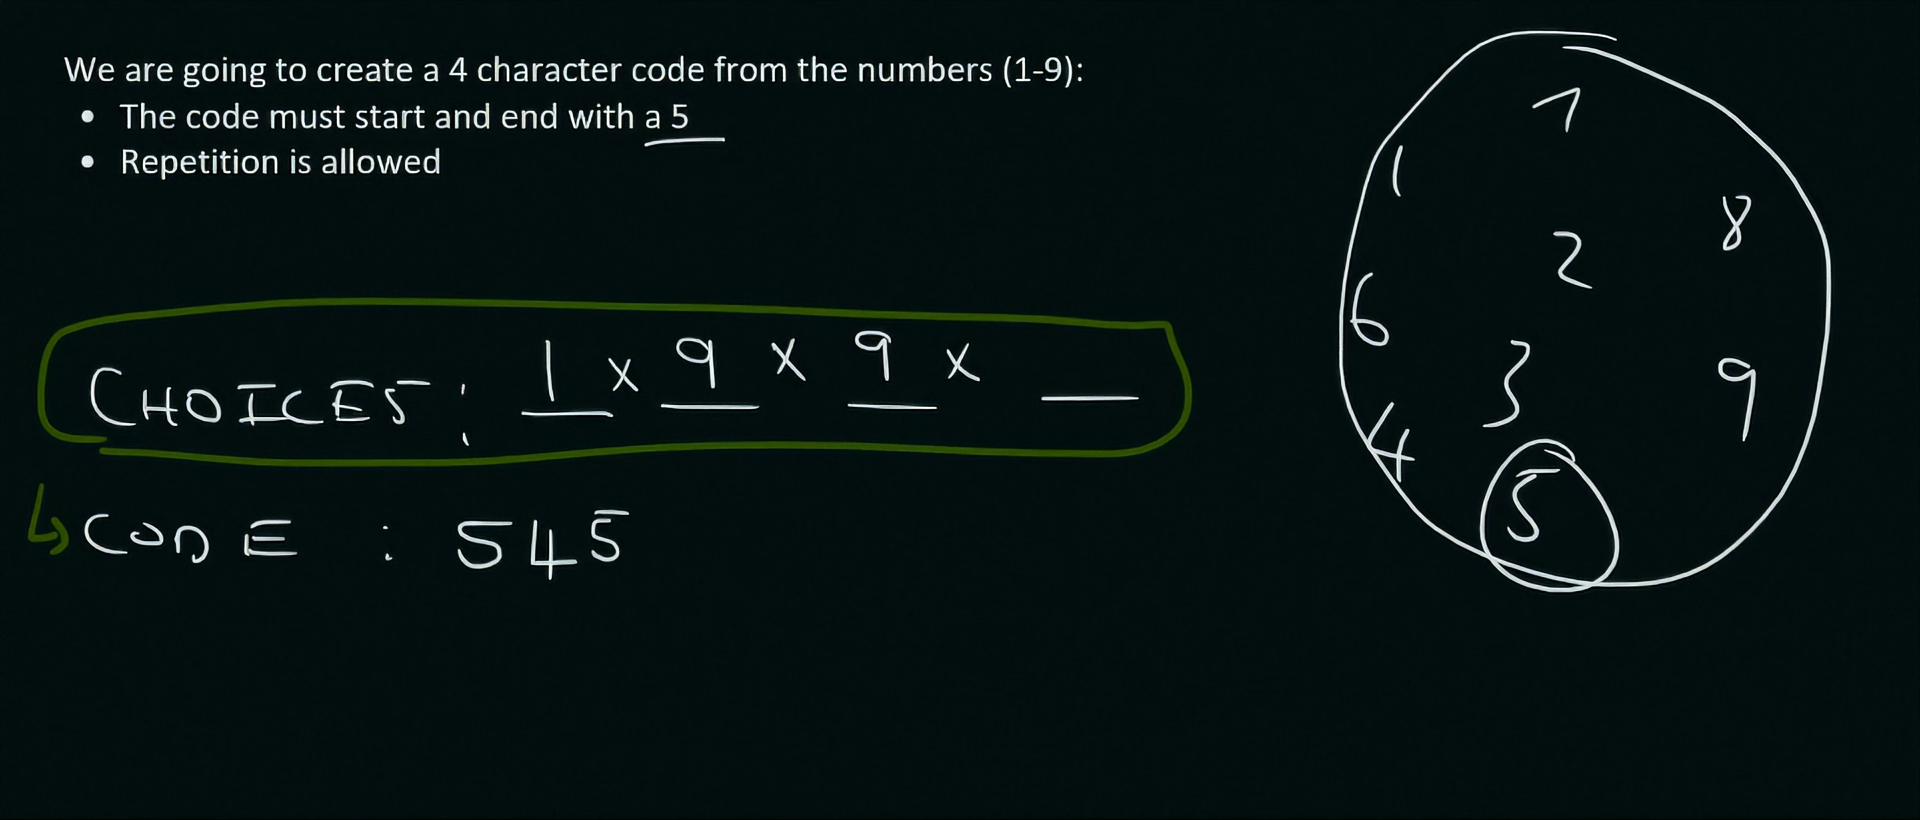 We are going to create a 4 character code from the numbers (1-9):
• The code must start and end with a 5
• Repetition is allowed
CHOICES: 1 x 9 x 9 x __
↳ CODE : 545
7
1
8
2
6
3
9
4
5